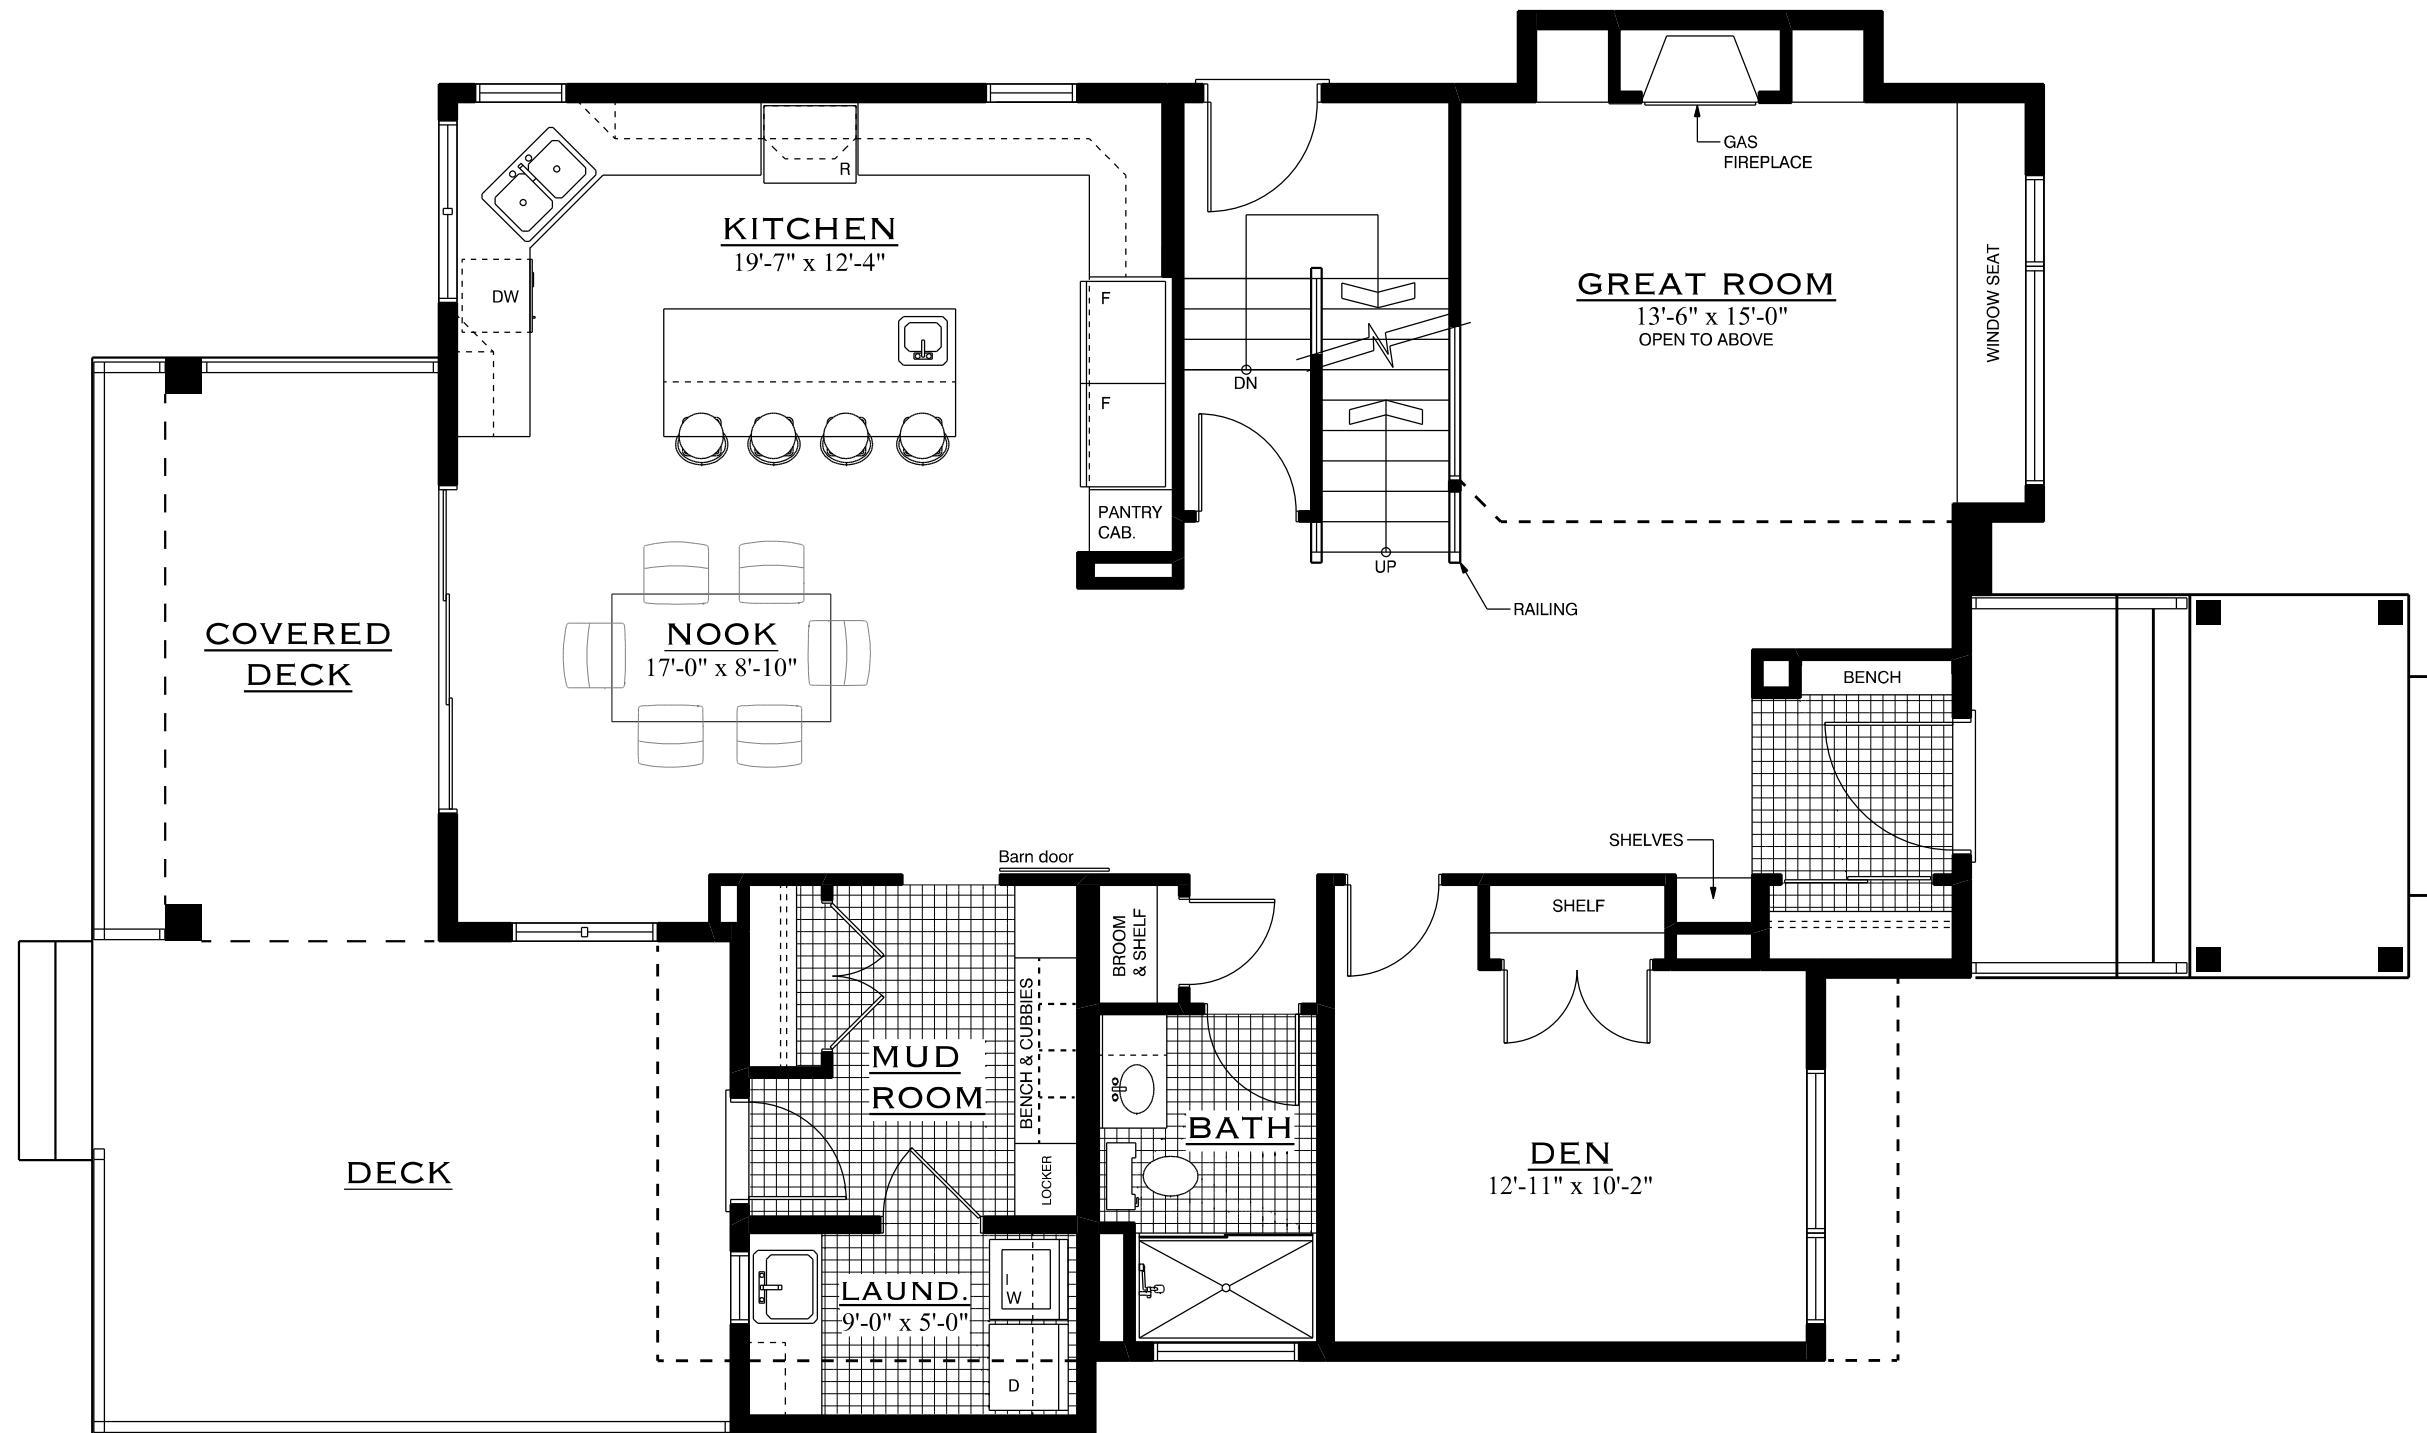 GAS
FIREPLACE
R
KITCHEN
19'-7" x 12'-4"
GREAT ROOM
13'-6" x 15'-0"
OPEN TO ABOVE
WINDOW SEAT
DW
F
F
DN
PANTRY
CAB.
UP
RAILING
COVERED
DECK
NOOK
17'-0" x 8'-10"
BENCH
SHELVES
Barn door
SHELF
BROOM
& SHELF
BENCH & CUBBIES
MUD
ROOM
BATH
DECK
LOCKER
DEN
12'-11" x 10'-2"
LAUND.
9'-0" x 5'-0"
W
D